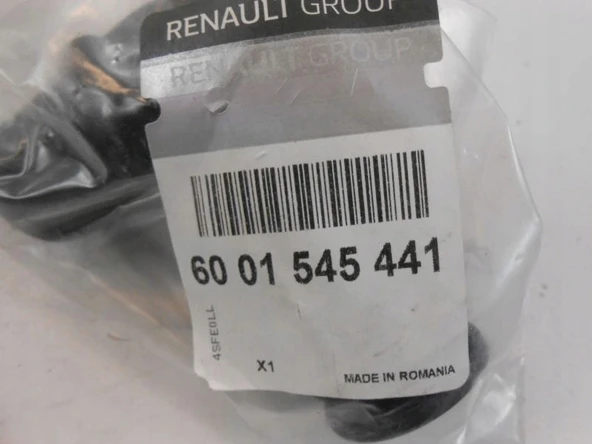 RENAULT GROUP
RENAULT GROUP
60 01 545 441
4SFE0LL
X1
MADE IN ROMANIA